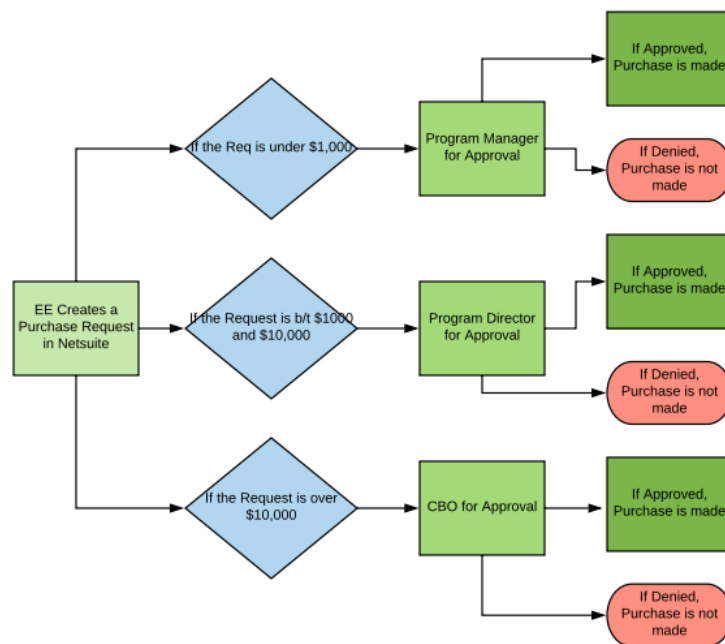 If Approved,
Purchase is made
If the Req is under $1,000
Program Manager
for Approval
If Denied,
Purchase is not
made
EE Creates a
Purchase Request
in Netsuite
If the Request is b/t $1000
and $10,000
Program Director
for Approval
If Approved,
Purchase is made
If Denied,
Purchase is not
made
If the Request is over
$10,000
CBO for Approval
If Approved,
Purchase is made
If Denied,
Purchase is not
made